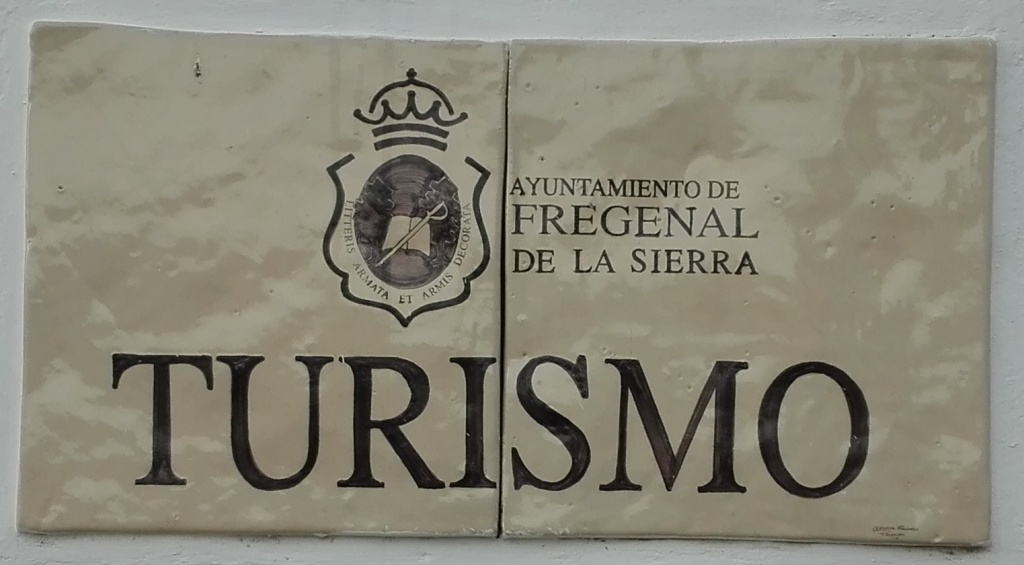 LITTERIS ARMATA ET ARMIS DECORATA
AYUNTAMIENTO DE
FREGENAL
DE LA SIERRA
TURISMO